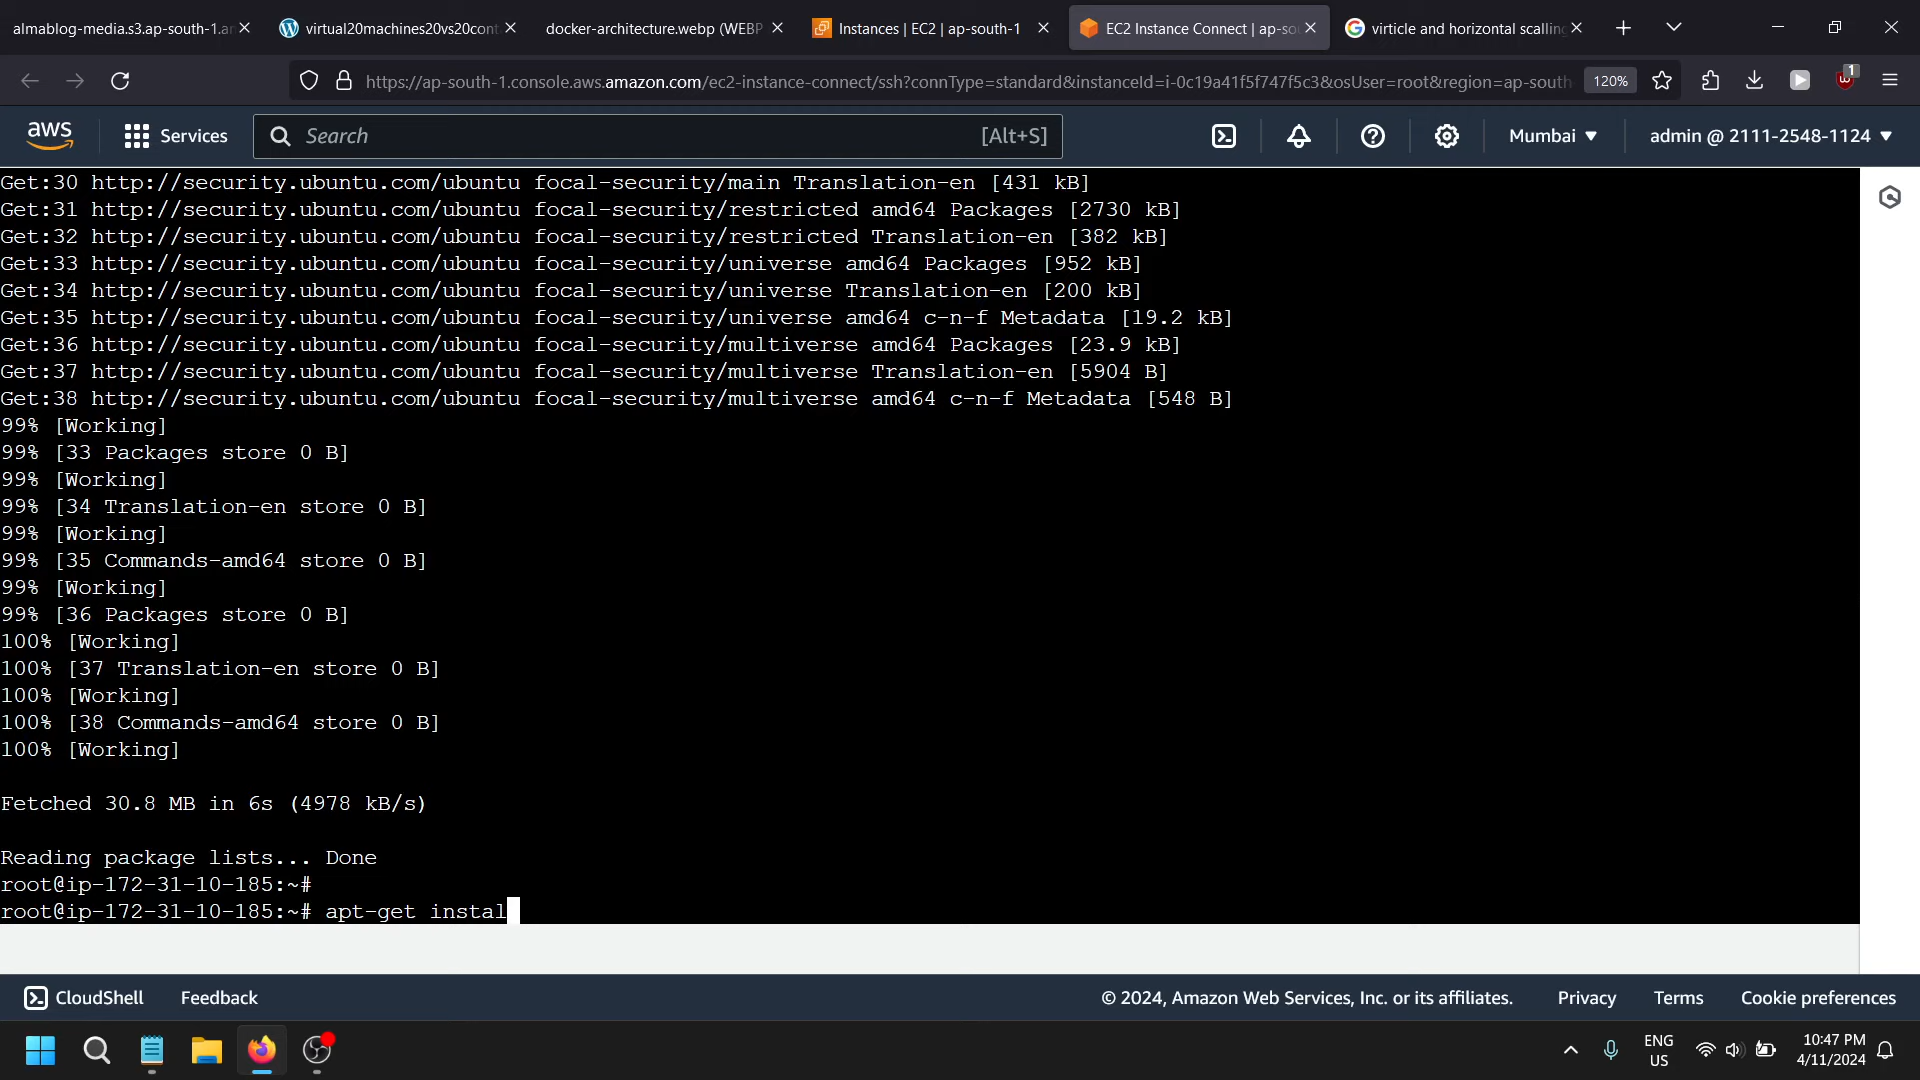 almablog-media.s3.ap-south-1.an
virtual20machines20vs20cont
docker-architecture.webp (WEBP
Instances | EC2 | ap-south-1
EC2 Instance Connect | ap-so
virticle and horizontal scalling
https://ap-south-1.console.aws.amazon.com/ec2-instance-connect/ssh?connType=standard&instanceId=i-0c19a41f5f747f5c3&osUser=root&region=ap-south-
120%
1
aws
Services
Search
[Alt+S]
Mumbai
admin @ 2111-2548-1124
Get:30 http://security.ubuntu.com/ubuntu focal-security/main Translation-en [431 kB]
Get:31 http://security.ubuntu.com/ubuntu focal-security/restricted amd64 Packages [2730 kB]
Get:32 http://security.ubuntu.com/ubuntu focal-security/restricted Translation-en [382 kB]
Get:33 http://security.ubuntu.com/ubuntu focal-security/universe amd64 Packages [952 kB]
Get:34 http://security.ubuntu.com/ubuntu focal-security/universe Translation-en [200 kB]
Get:35 http://security.ubuntu.com/ubuntu focal-security/universe amd64 c-n-f Metadata [19.2 kB]
Get:36 http://security.ubuntu.com/ubuntu focal-security/multiverse amd64 Packages [23.9 kB]
Get:37 http://security.ubuntu.com/ubuntu focal-security/multiverse Translation-en [5904 B]
Get:38 http://security.ubuntu.com/ubuntu focal-security/multiverse amd64 c-n-f Metadata [548 B]
99% [Working]
99% [33 Packages store 0 B]
99% [Working]
99% [34 Translation-en store 0 B]
99% [Working]
99% [35 Commands-amd64 store 0 B]
99% [Working]
99% [36 Packages store 0 B]
100% [Working]
100% [37 Translation-en store 0 B]
100% [Working]
100% [38 Commands-amd64 store 0 B]
100% [Working]
Fetched 30.8 MB in 6s (4978 kB/s)
Reading package lists... Done
root@ip-172-31-10-185:~#
root@ip-172-31-10-185:~# apt-get instal
CloudShell
Feedback
© 2024, Amazon Web Services, Inc. or its affiliates.
Privacy
Terms
Cookie preferences
ENG
US
10:47 PM
4/11/2024